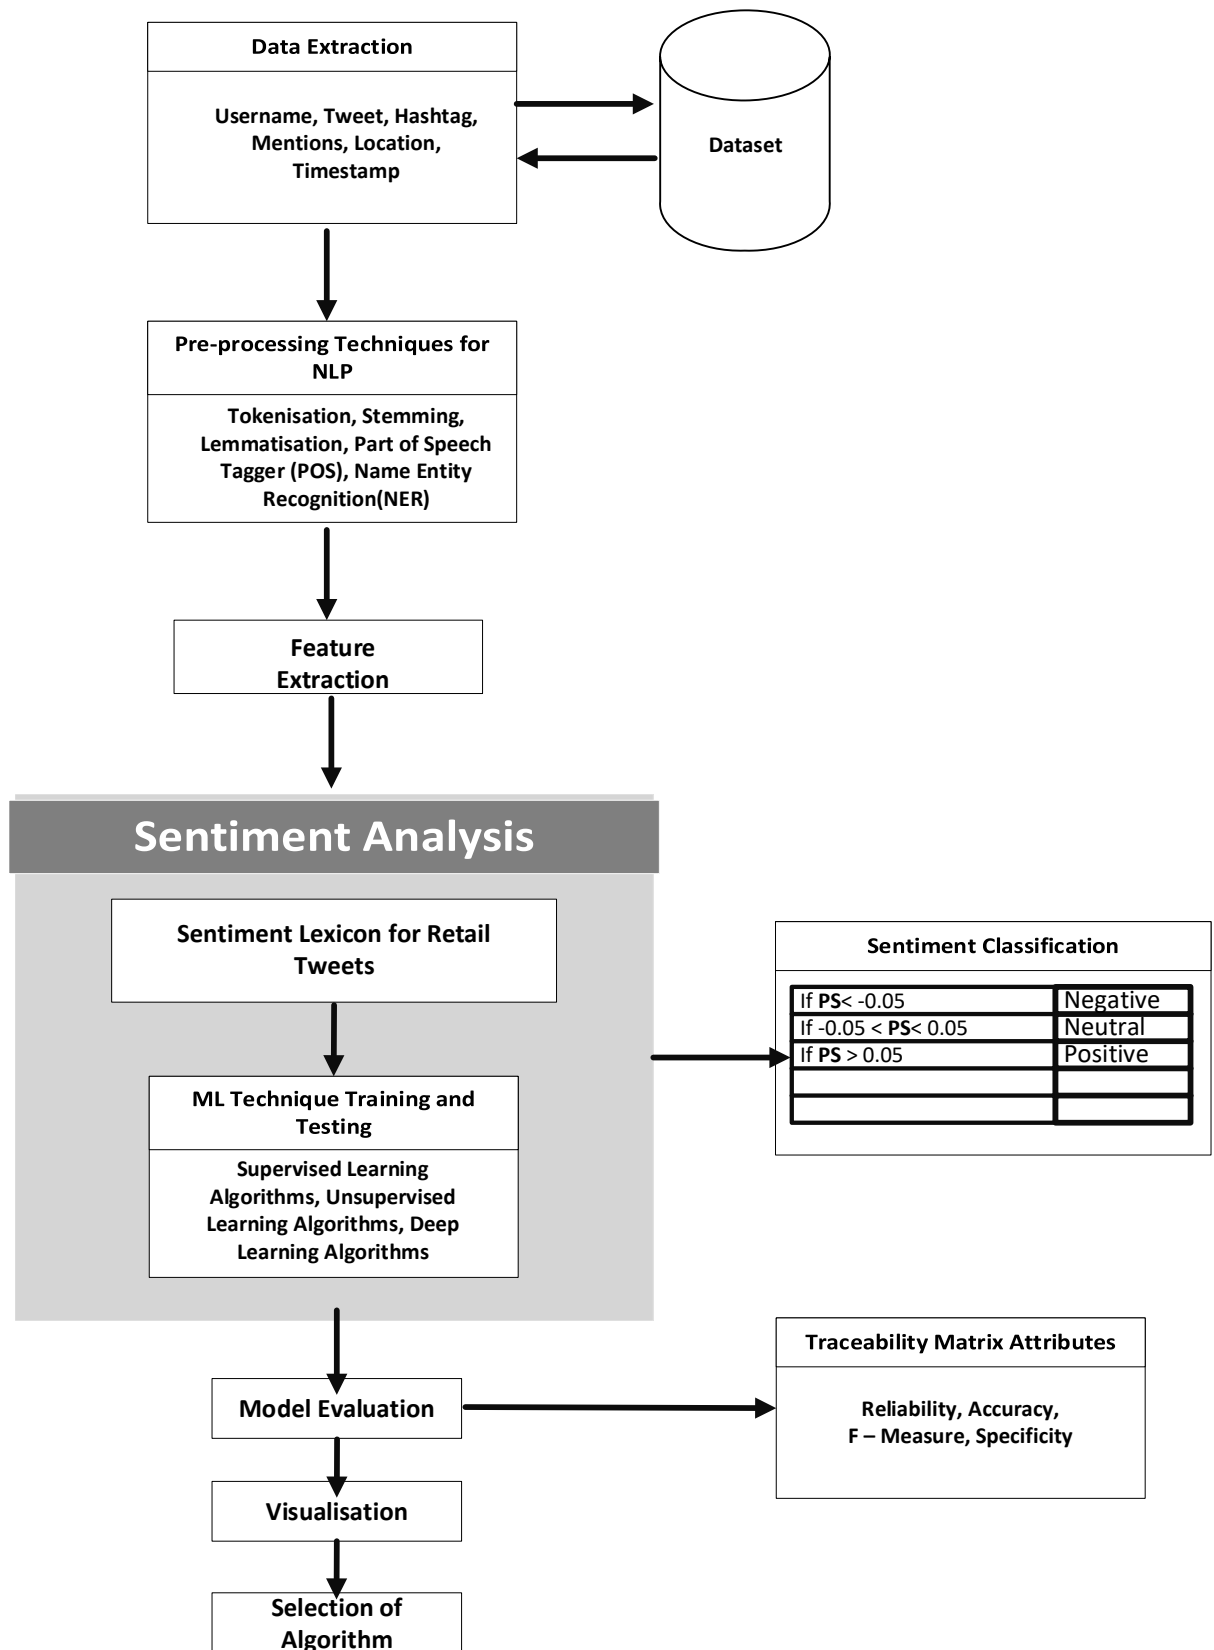 Data Extraction
Username, Tweet, Hashtag,
Mentions, Location,
Timestamp
Dataset
Pre-processing Techniques for
NLP
Tokenisation, Stemming,
Lemmatisation, Part of Speech
Tagger (POS), Name Entity
Recognition(NER)
Feature
Extraction
Sentiment Analysis
Sentiment Lexicon for Retail
Tweets
ML Technique Training and
Testing
Supervised Learning
Algorithms, Unsupervised
Learning Algorithms, Deep
Learning Algorithms
Sentiment Classification
If PS< -0.05 Negative
If -0.05 < PS< 0.05 Neutral
If PS > 0.05 Positive
Model Evaluation
Traceability Matrix Attributes
Reliability, Accuracy,
F – Measure, Specificity
Visualisation
Selection of
Algorithm